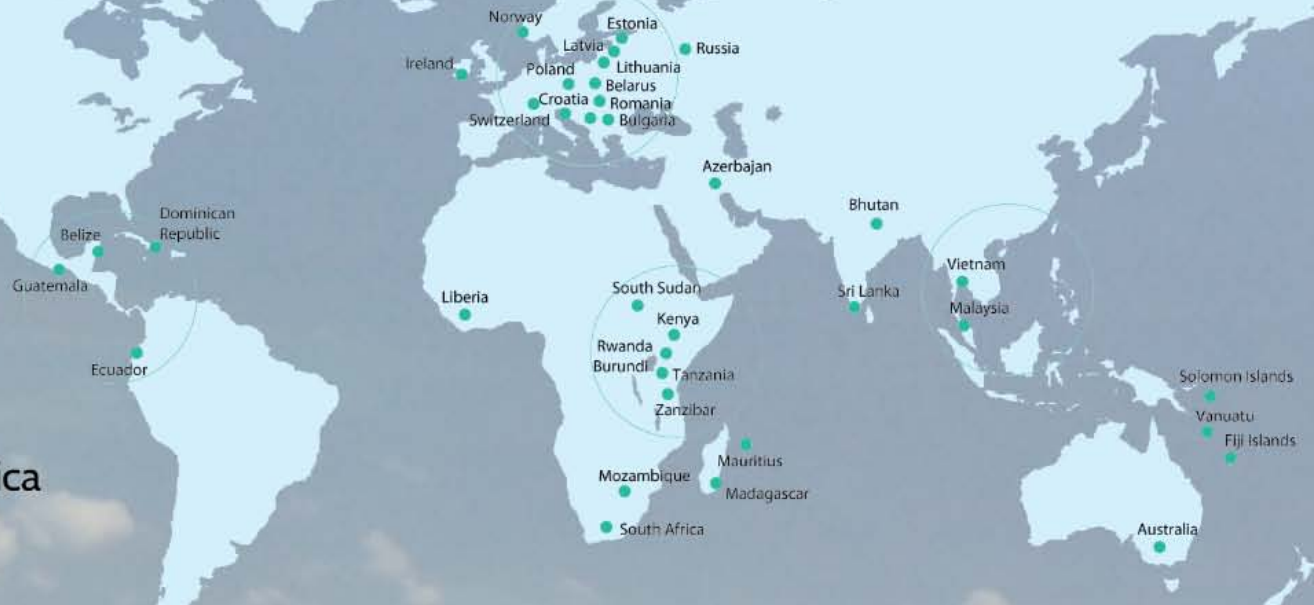 Norway
Estonia
Latvia
Russia
Ireland
Poland
Lithuania
Belarus
Croatia
Romania
Switzerland
Bulgaria
Azerbajan
Bhutan
Dominican
Republic
Belize
Guatemala
Vietnam
Liberia
South Sudan
Sri Lanka
Malaysia
Kenya
Rwanda
Burundi
Tanzania
Ecuador
Zanzibar
Solomon Islands
Vanuatu
Fiji Islands
Mauritius
Mozambique
Madagascar
ica
South Africa
Australia